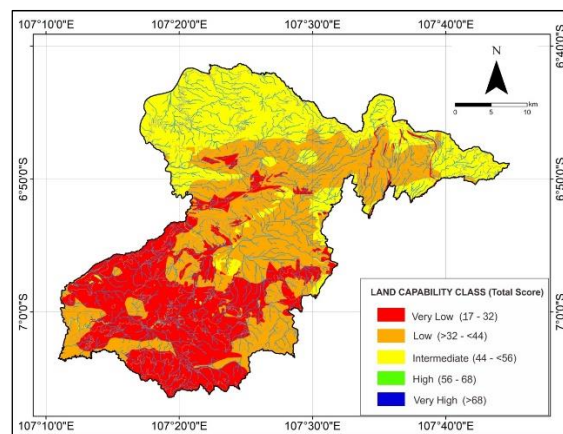 107°10'0"E 107°20'0"E 107°30'0"E 107°40'0"E
6°40'0"S 6°40'0"S
N
0 5 10
km
6°50'0"S 6°50'0"S
7°0'0"S 7°0'0"S
LAND CAPABILITY CLASS (Total Score)
Very Low (17 - 32)
Low (>32 - <44)
Intermediate (44 - <56)
High (56 - 68)
Very High (>68)
107°10'0"E 107°20'0"E 107°30'0"E 107°40'0"E